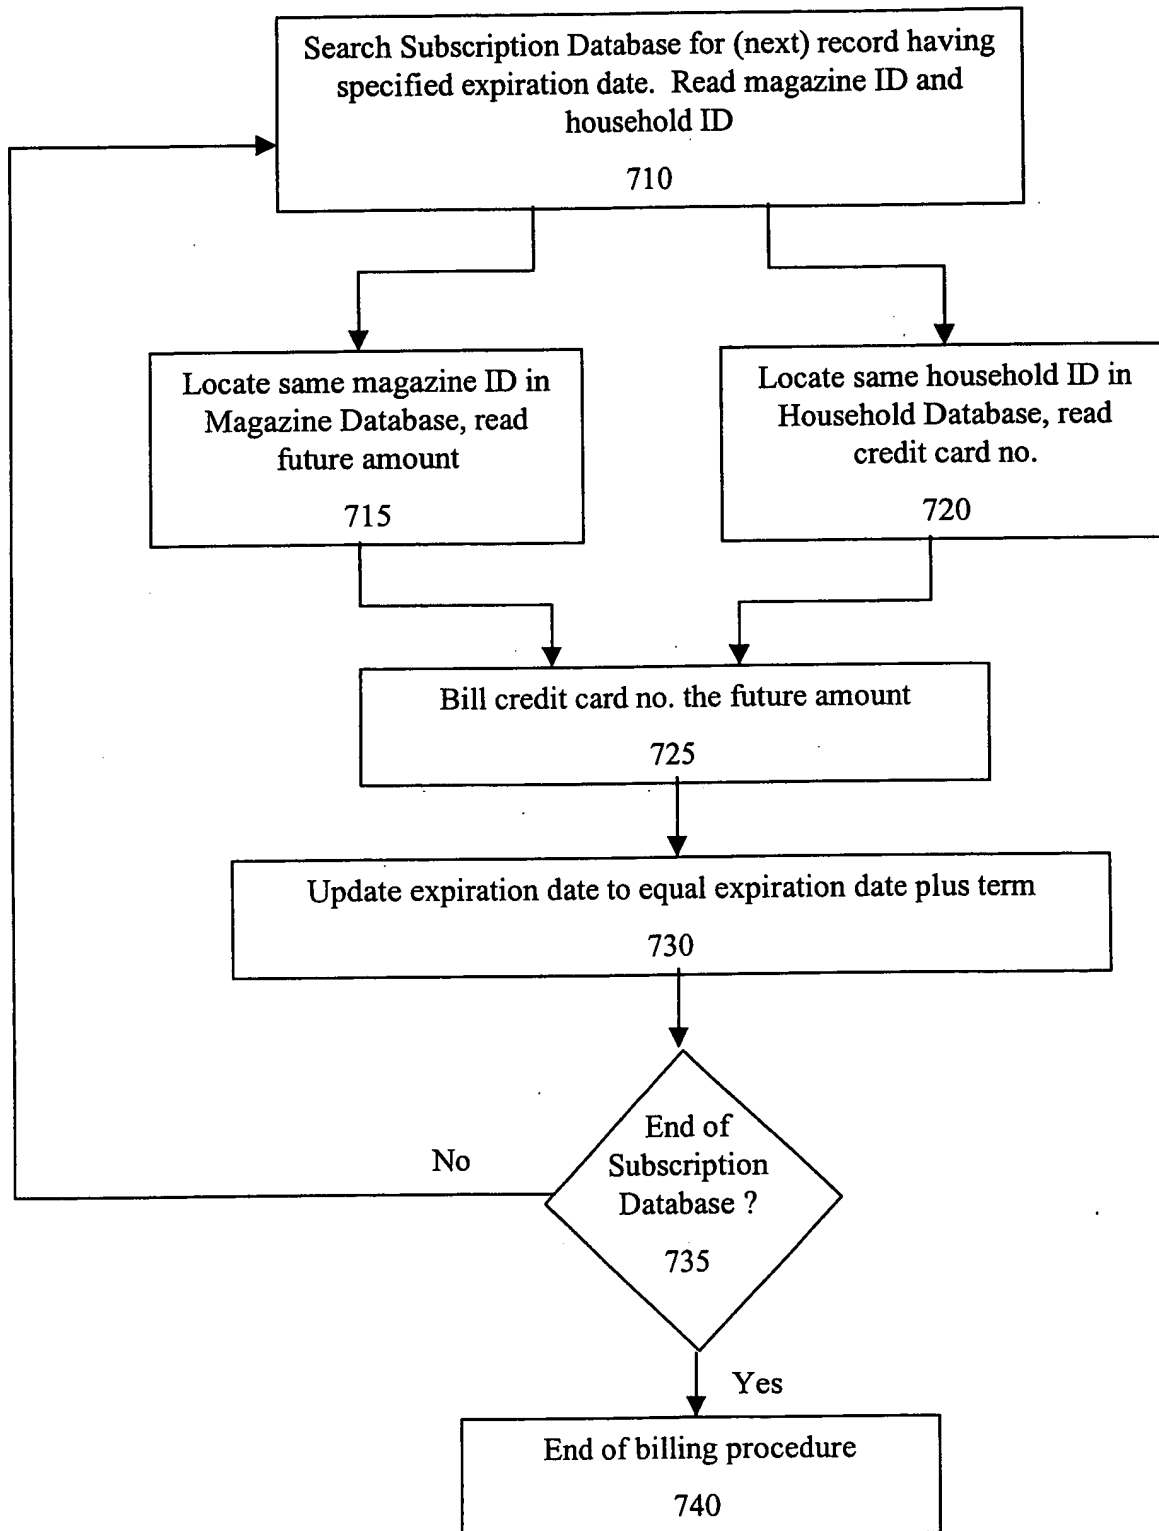 Search Subscription Database for (next) record having
specified expiration date. Read magazine ID and
household ID
710
Locate same magazine ID in
Magazine Database, read
future amount
715
Locate same household ID in
Household Database, read
credit card no.
720
Bill credit card no. the future amount
725
Update expiration date to equal expiration date plus term
730
End of
Subscription
Database ?
735
No
Yes
End of billing procedure
740